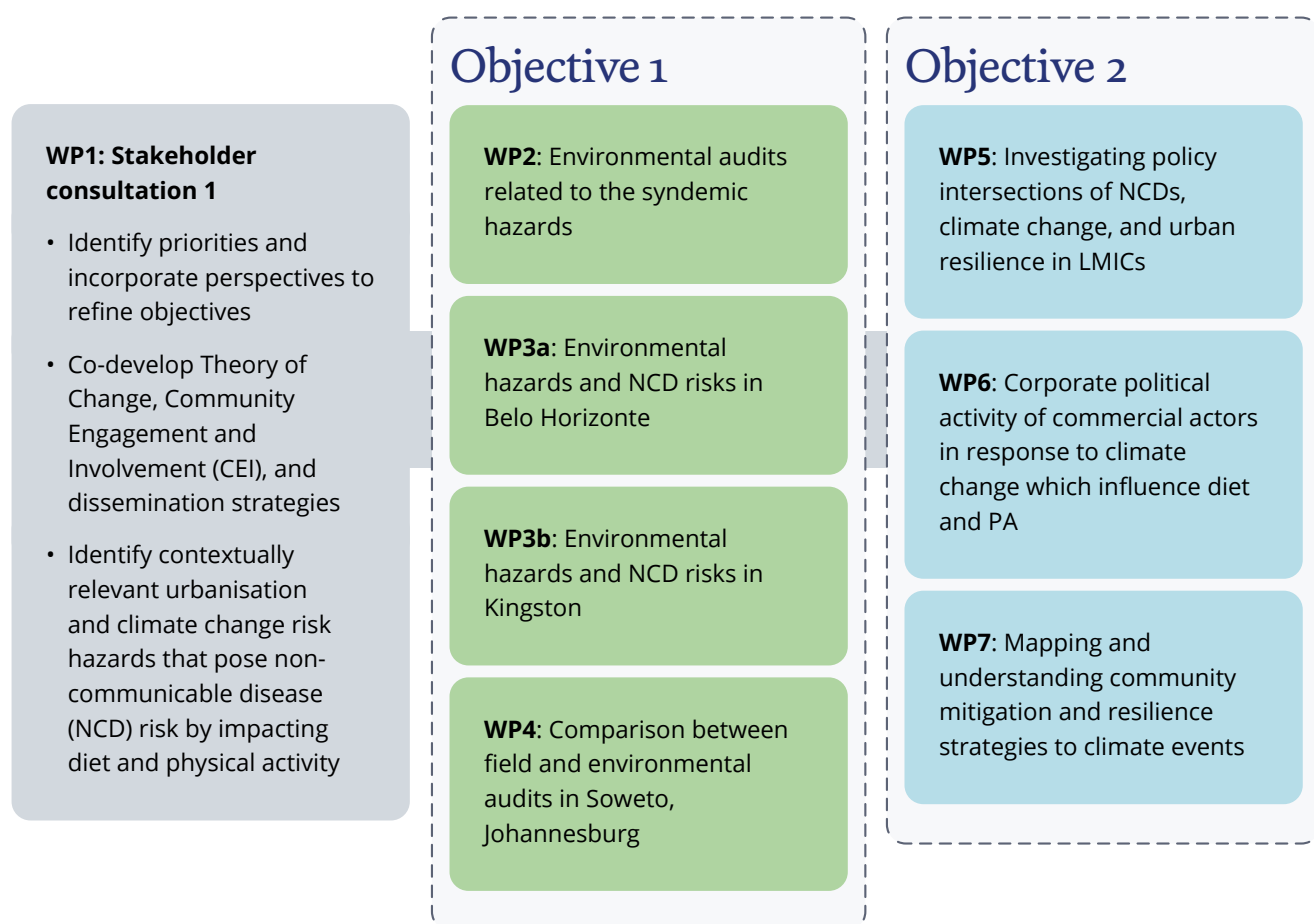 WP1: Stakeholder
consultation 1
• Identify priorities and
incorporate perspectives to
refine objectives
• Co-develop Theory of
Change, Community
Engagement and
Involvement (CEI), and
dissemination strategies
• Identify contextually
relevant urbanisation
and climate change risk
hazards that pose non-
communicable disease
(NCD) risk by impacting
diet and physical activity
Objective 1
WP2: Environmental audits
related to the syndemic
hazards
WP3a: Environmental
hazards and NCD risks in
Belo Horizonte
WP3b: Environmental
hazards and NCD risks in
Kingston
WP4: Comparison between
field and environmental
audits in Soweto,
Johannesburg
Objective 2
WP5: Investigating policy
intersections of NCDs,
climate change, and urban
resilience in LMICs
WP6: Corporate political
activity of commercial actors
in response to climate
change which influence diet
and PA
WP7: Mapping and
understanding community
mitigation and resilience
strategies to climate events